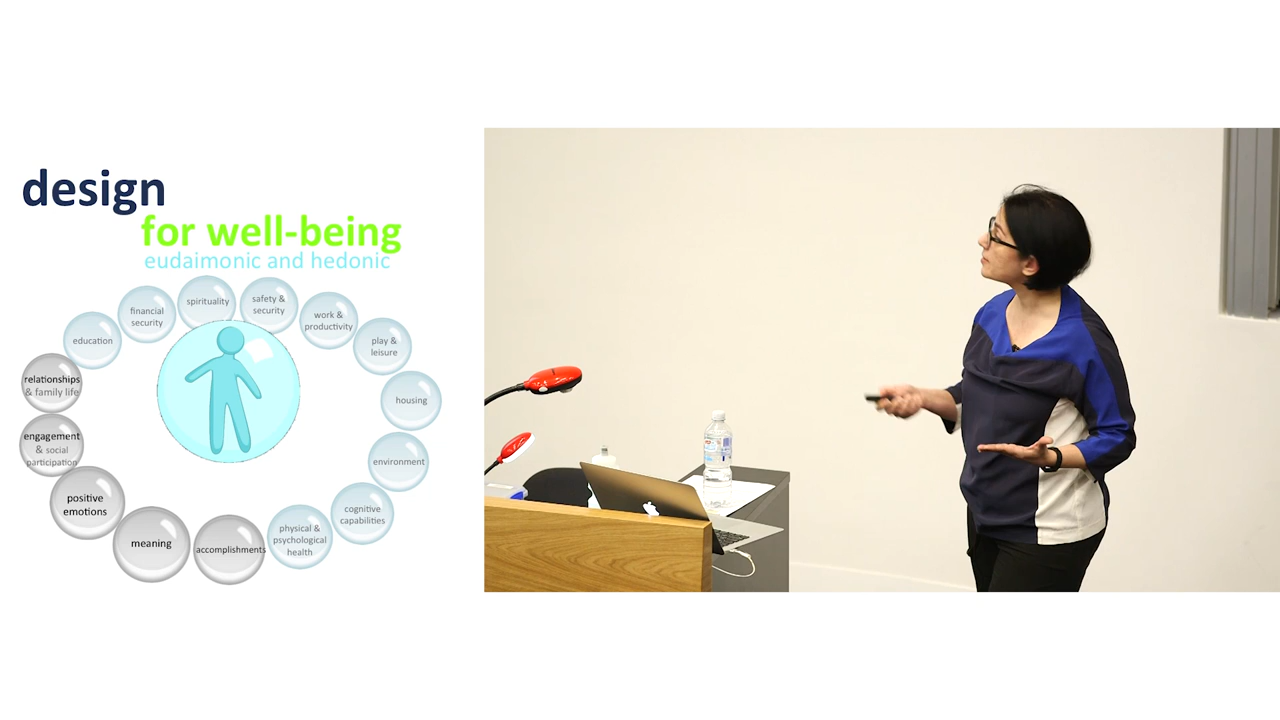 design
for well-being
eudaimonic and hedonic
spirituality
safety &
security
financial
security
work &
productivity
education
play &
leisure
relationships
& family life
housing
engagement
& social
participation
environment
positive
emotions
cognitive
capabilities
meaning
accomplishments
physical &
psychological
health